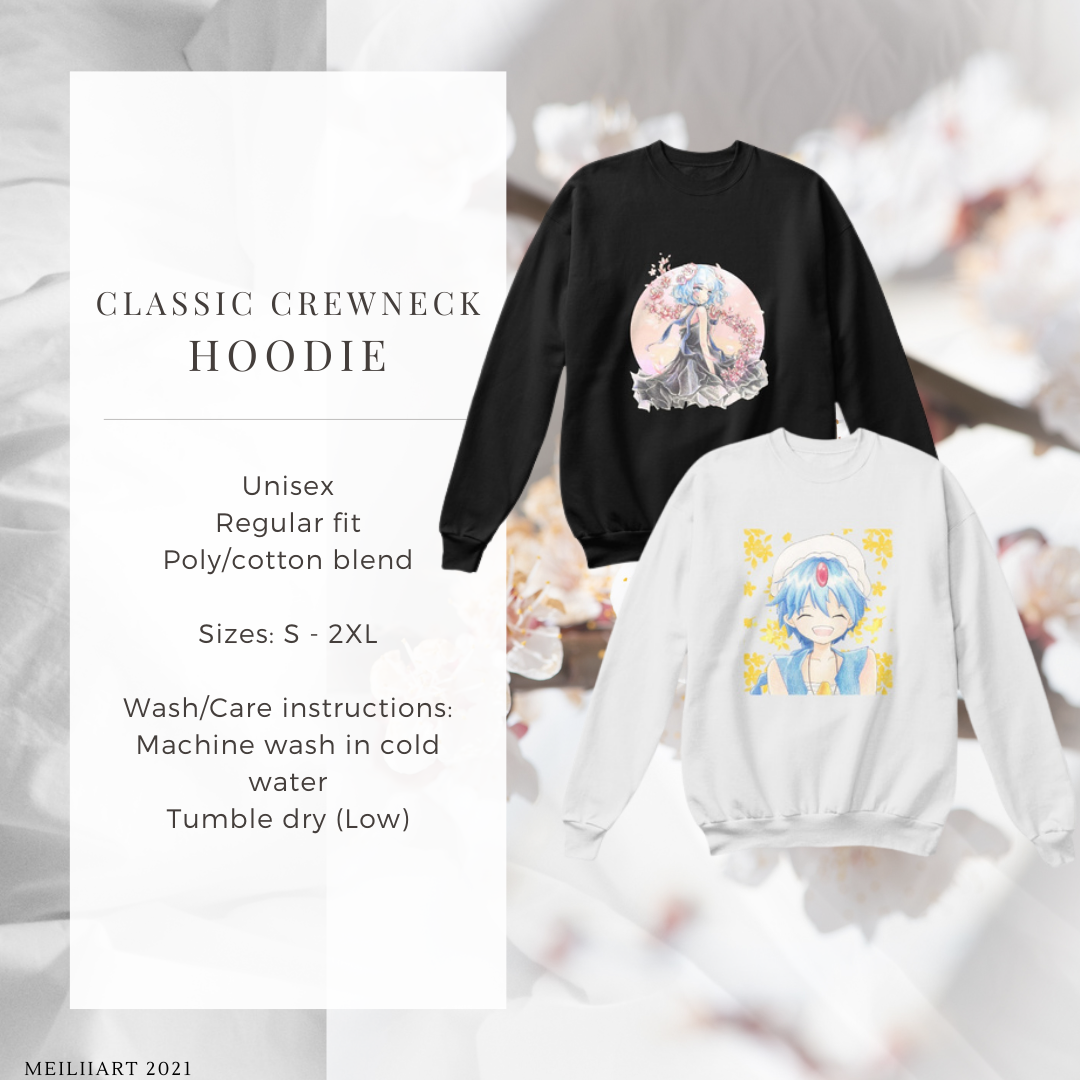 CLASSIC CREWNECK
HOODIE
Unisex
Regular fit
Poly/cotton blend
Sizes: S - 2XL
Wash/Care instructions:
Machine wash in cold
water
Tumble dry (Low)
MEILIIART 2021